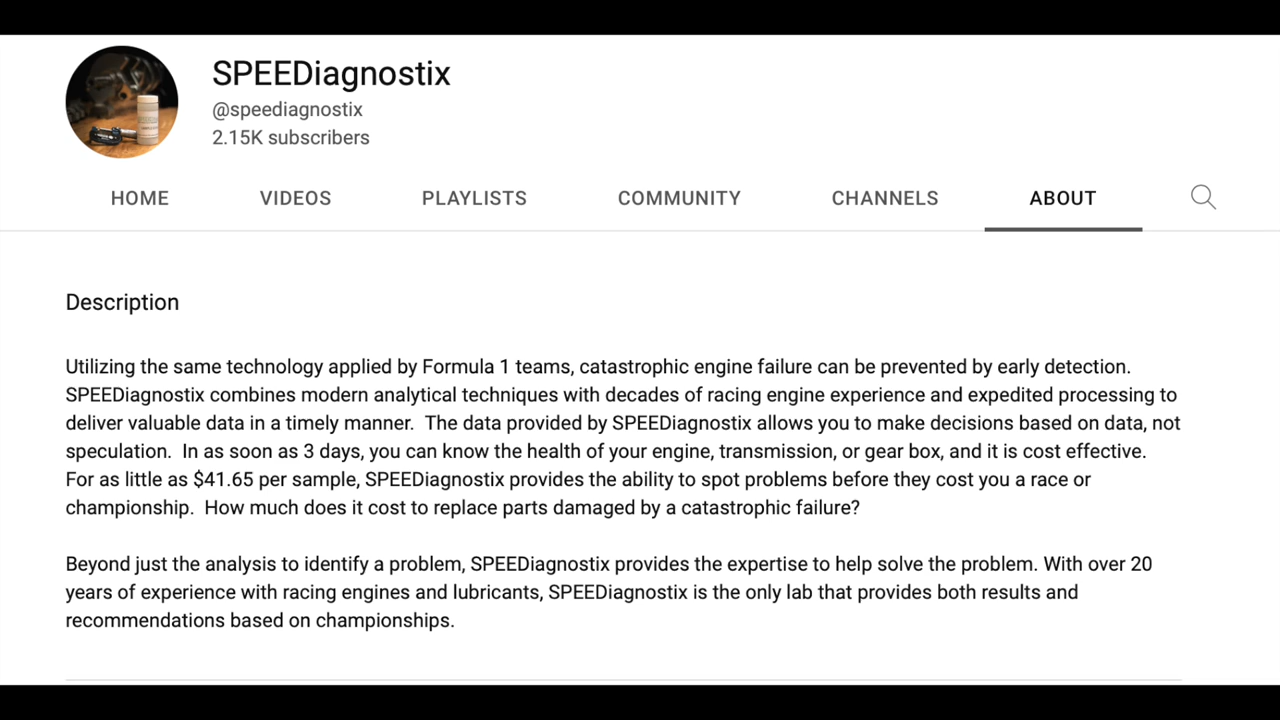 SPEEDiagnostix
@speediagnostix
2.15K subscribers
HOME VIDEOS PLAYLISTS COMMUNITY CHANNELS ABOUT
Description
Utilizing the same technology applied by Formula 1 teams, catastrophic engine failure can be prevented by early detection.
SPEEDiagnostix combines modern analytical techniques with decades of racing engine experience and expedited processing to
deliver valuable data in a timely manner.  The data provided by SPEEDiagnostix allows you to make decisions based on data, not
speculation.  In as soon as 3 days, you can know the health of your engine, transmission, or gear box, and it is cost effective.
For as little as $41.65 per sample, SPEEDiagnostix provides the ability to spot problems before they cost you a race or
championship.  How much does it cost to replace parts damaged by a catastrophic failure?
Beyond just the analysis to identify a problem, SPEEDiagnostix provides the expertise to help solve the problem. With over 20
years of experience with racing engines and lubricants, SPEEDiagnostix is the only lab that provides both results and
recommendations based on championships.